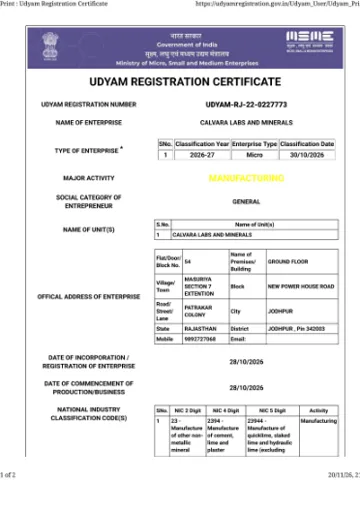 Print : Udyam Registration Certificate https://udyamregistration.gov.in/Udyam_User/Udyam_Pri
भारत सरकार
Government of India
सूक्ष्म, लघु एवं मध्यम उद्यम मंत्रालय
Ministry of Micro, Small and Medium Enterprises
MSME
UDYAM REGISTRATION CERTIFICATE
UDYAM REGISTRATION NUMBER UDYAM-RJ-22-0227773
NAME OF ENTERPRISE CALVARA LABS AND MINERALS
TYPE OF ENTERPRISE *
SNo. Classification Year Enterprise Type Classification Date
1 2026-27 Micro 30/10/2026
MAJOR ACTIVITY MANUFACTURING
SOCIAL CATEGORY OF ENTREPRENEUR GENERAL
NAME OF UNIT(S)
S.No. Name of Unit(s)
1 CALVARA LABS AND MINERALS
OFFICAL ADDRESS OF ENTERPRISE
Flat/Door/Block No. 54 Name of Premises/ Building GROUND FLOOR
Village/Town MASURIYA SECTION 7 EXTENTION Block NEW POWER HOUSE ROAD
Road/Street/Lane PATRAKAR COLONY City JODHPUR
State RAJASTHAN District JODHPUR , Pin 342003
Mobile 9892727068 Email:
DATE OF INCORPORATION / REGISTRATION OF ENTERPRISE 28/10/2026
DATE OF COMMENCEMENT OF PRODUCTION/BUSINESS 28/10/2026
NATIONAL INDUSTRY CLASSIFICATION CODE(S)
SNo. NIC 2 Digit NIC 4 Digit NIC 5 Digit Activity
1 23 - Manufacture of other non-metallic mineral 2394 - Manufacture of cement, lime and plaster 23944 - Manufacture of quicklime, slaked lime and hydraulic lime (excluding Manufacturing
1 of 2 20/11/26, 2: